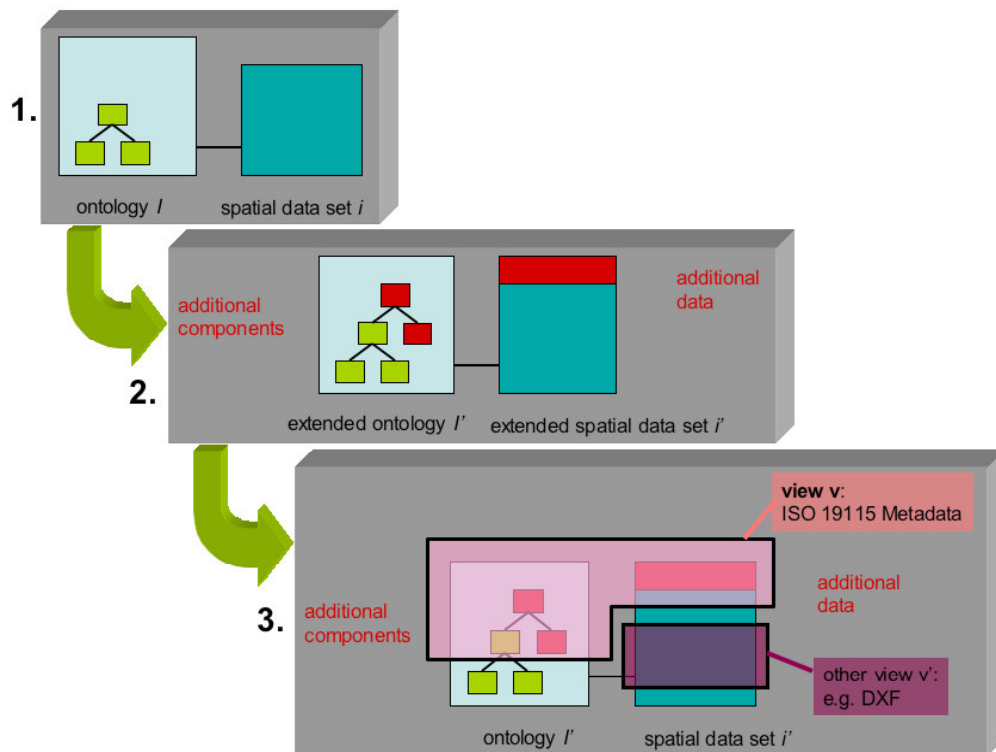 1.
ontology I
spatial data set i
additional
components
additional
data
2.
extended ontology I'
extended spatial data set i'
view v:
ISO 19115 Metadata
3.
additional
components
additional
data
other view v':
e.g. DXF
ontology I'
spatial data set i'